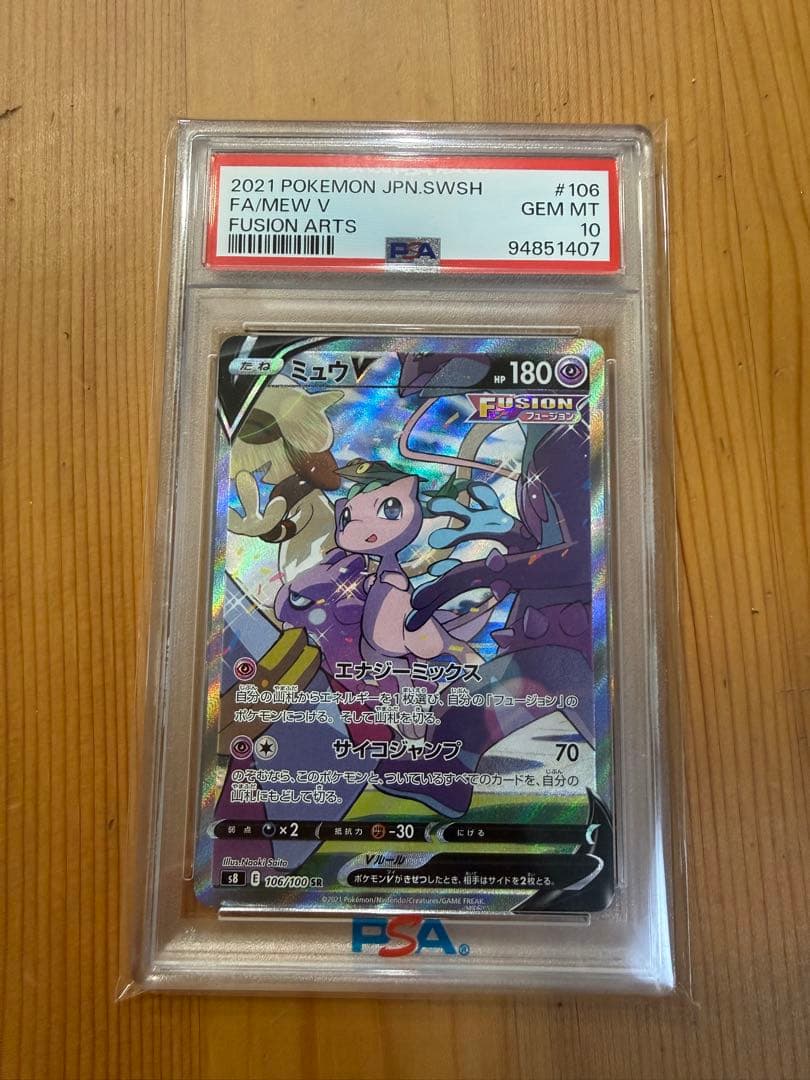 2021 POKEMON JPN.SWSH #106
FA/MEW V GEM MT
FUSION ARTS 10
PSA 94851407
たね ミュウV HP 180
FUSION
フュージョン
エナジーミックス
自分の山札からエネルギーを1枚選び、自分の「フュージョン」の
ポケモンにつける。そして山札を切る。
サイコジャンプ 70
のぞむなら、このポケモンと、ついているすべてのカードを、自分の
山札にもどして切る。
弱点 ×2 抵抗力 -30 にげる
Illus.Naoki Saito
Vルール
ポケモンVがきぜつしたとき、相手はサイドを2枚とる。
s8 E 106/100 SR
©2021 Pokémon/Nintendo/Creatures/GAME FREAK.
PSA